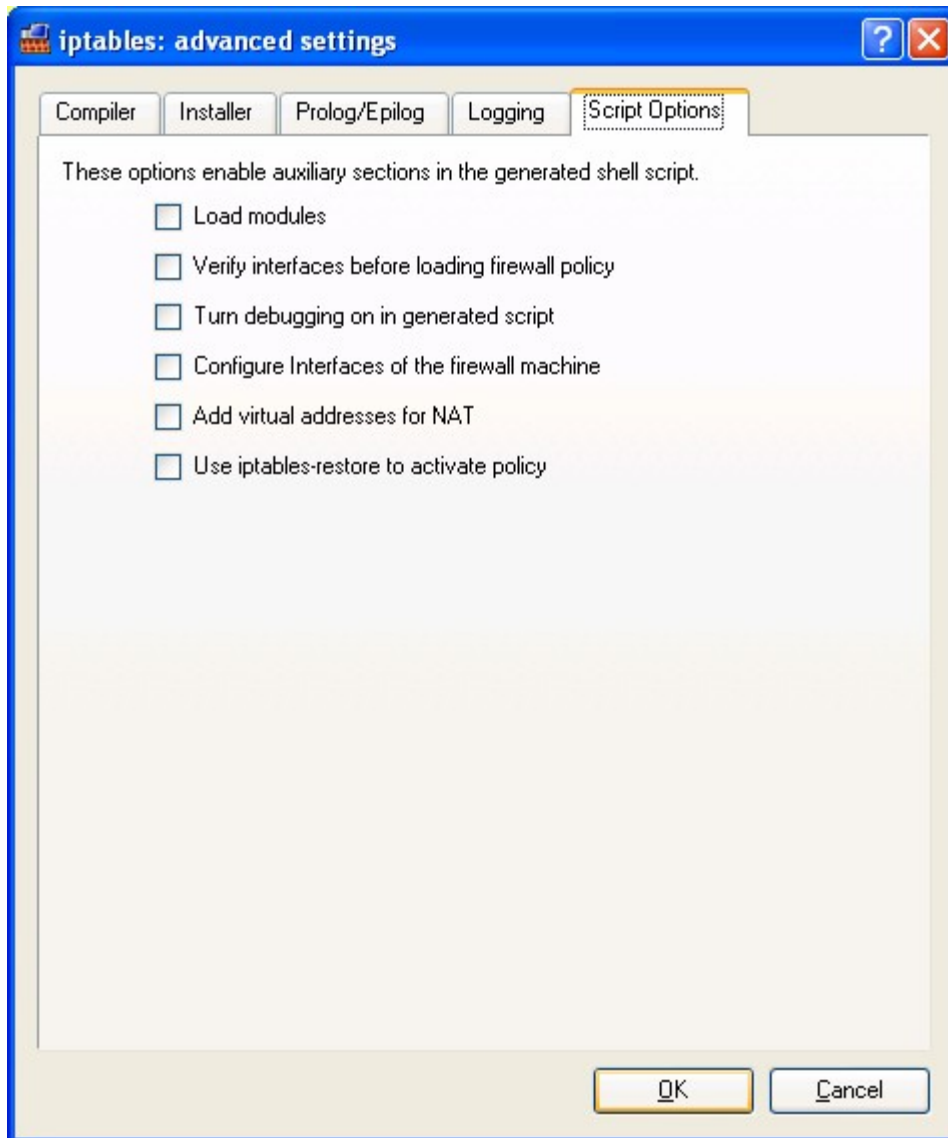 iptables: advanced settings
Compiler Installer Prolog/Epilog Logging Script Options
These options enable auxiliary sections in the generated shell script.
Load modules
Verify interfaces before loading firewall policy
Turn debugging on in generated script
Configure Interfaces of the firewall machine
Add virtual addresses for NAT
Use iptables-restore to activate policy
OK Cancel